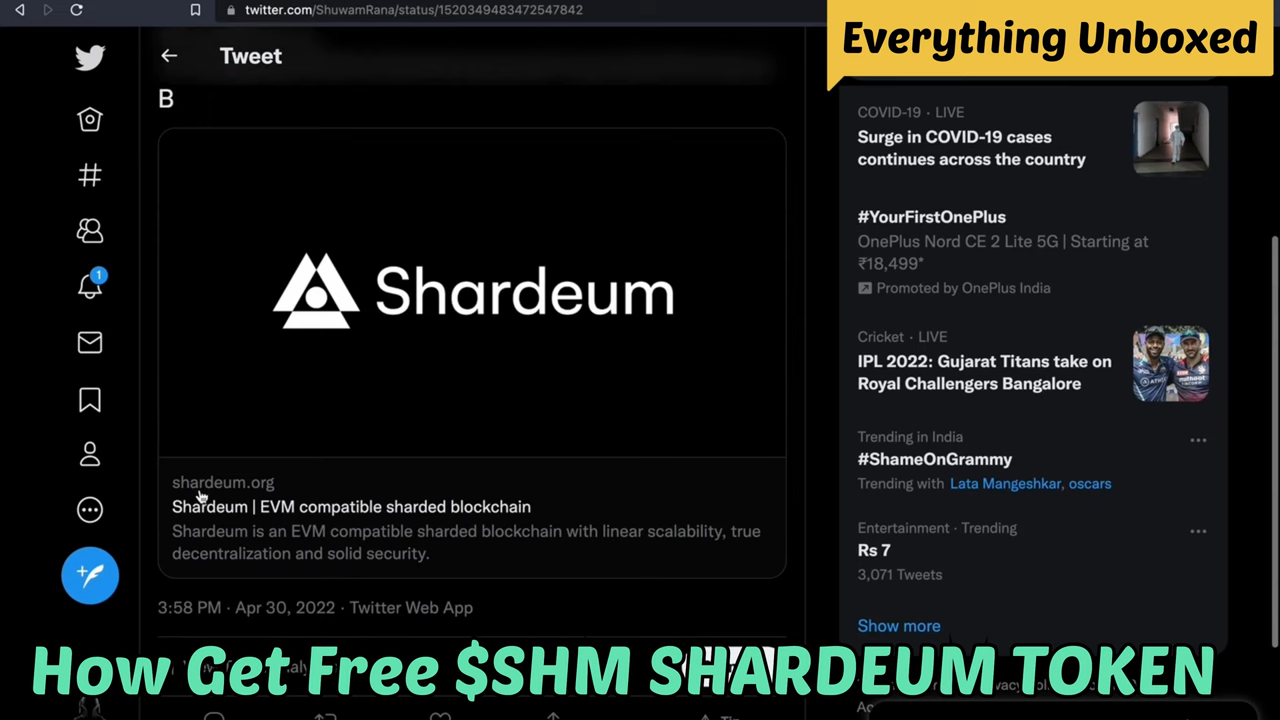 twitter.com/ShuwamRana/status/1520349483472547842
Everything Unboxed
Tweet
B
Shardeum
shardeum.org
Shardeum | EVM compatible sharded blockchain
Shardeum is an EVM compatible sharded blockchain with linear scalability, true
decentralization and solid security.
3:58 PM · Apr 30, 2022 · Twitter Web App
1
COVID-19 · LIVE
Surge in COVID-19 cases
continues across the country
#YourFirstOnePlus
OnePlus Nord CE 2 Lite 5G | Starting at
₹18,499*
Promoted by OnePlus India
Cricket · LIVE
IPL 2022: Gujarat Titans take on
Royal Challengers Bangalore
Trending in India
#ShameOnGrammy
Trending with Lata Mangeshkar, oscars
Entertainment · Trending
Rs 7
3,071 Tweets
Show more
How Get Free $SHM SHARDEUM TOKEN